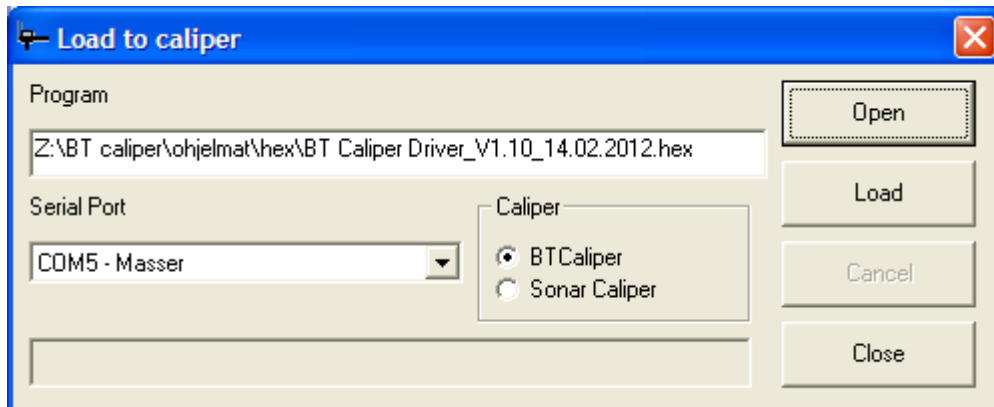 Load to caliper
Program
Z:\BT caliper\ohjelmat\hex\BT Caliper Driver_V1.10_14.02.2012.hex
Open
Load
Serial Port
COM5 - Masser
Caliper
BTCaliper
Sonar Caliper
Cancel
Close